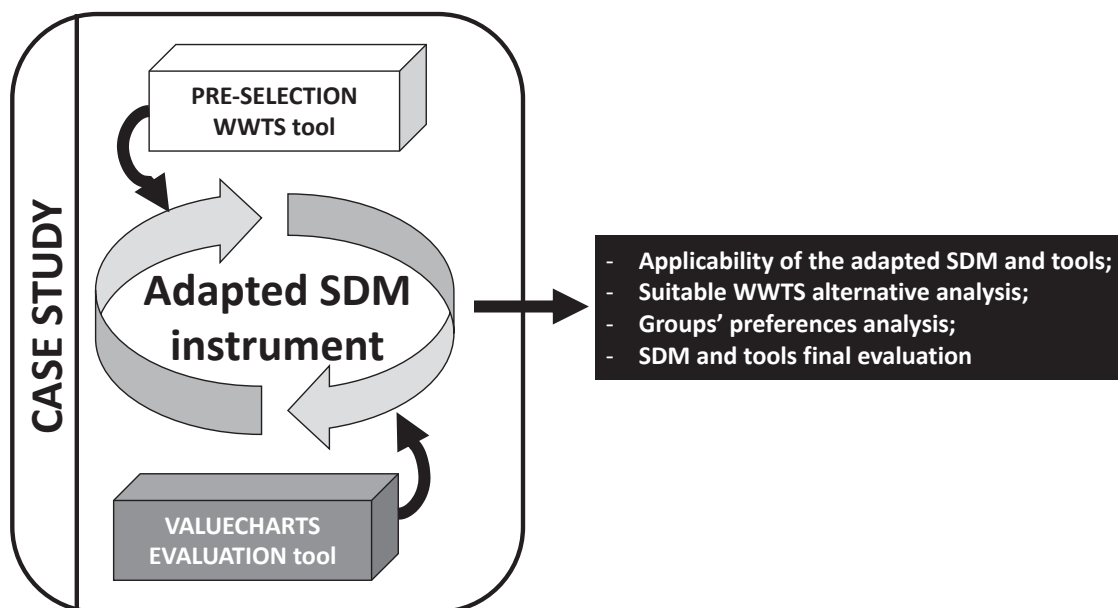 CASE STUDY
PRE-SELECTION
WWTS tool
Adapted SDM
instrument
VALUECHARTS
EVALUATION tool
- Applicability of the adapted SDM and tools;
- Suitable WWTS alternative analysis;
- Groups’ preferences analysis;
- SDM and tools final evaluation